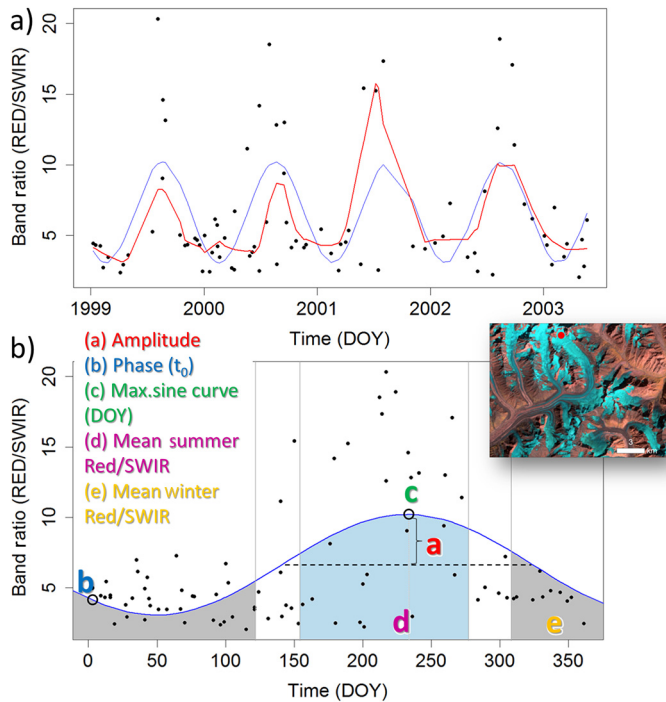 a)
Band ratio (RED/SWIR)
20
15
10
5
1999 2000 2001 2002 2003
Time (DOY)
b)
(a) Amplitude
(b) Phase (t0)
(c) Max.sine curve
(DOY)
(d) Mean summer
Red/SWIR
(e) Mean winter
Red/SWIR
3
km
Band ratio (RED/SWIR)
20
15
10
5
b
c
a
d
e
0 50 100 150 200 250 300 350
Time (DOY)